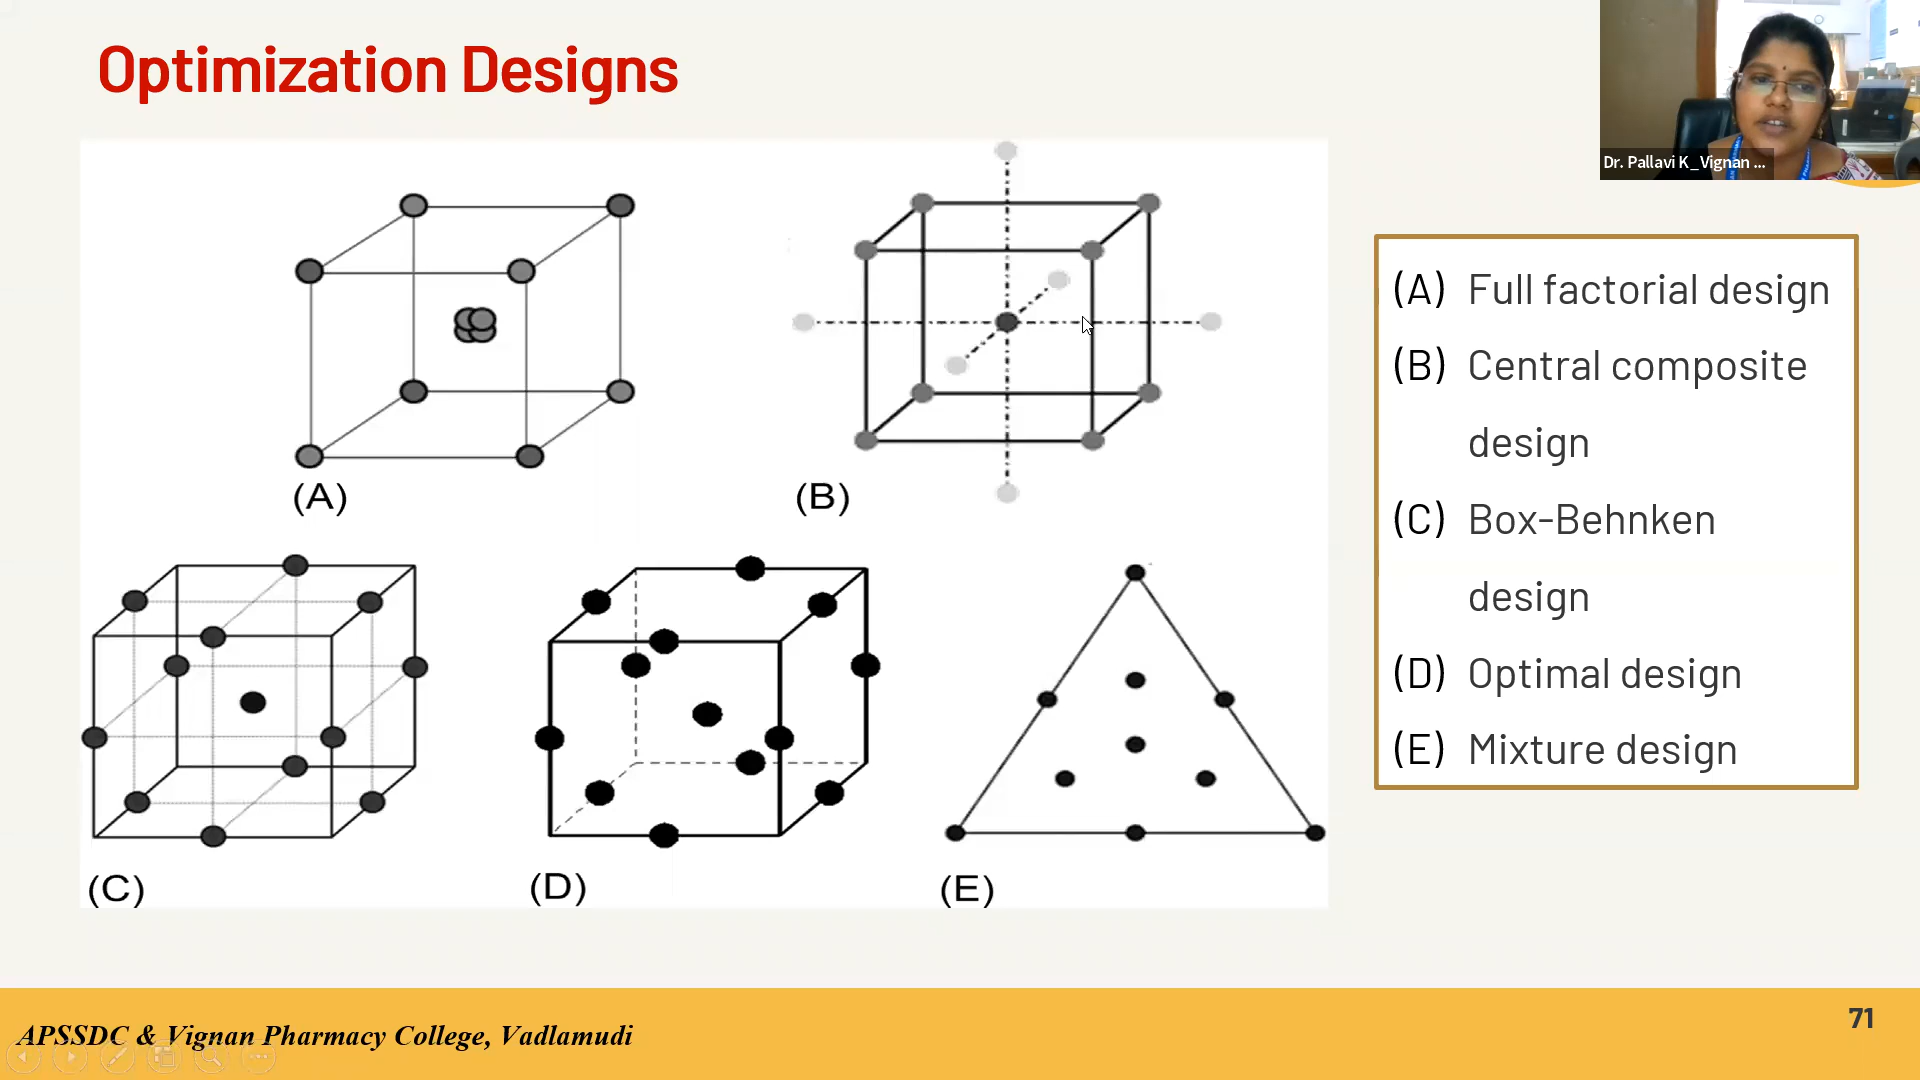 Optimization Designs
Dr. Pallavi K_Vignan ...
(A)
(B)
(C)
(D)
(E)
(A) Full factorial design
(B) Central composite
design
(C) Box-Behnken
design
(D) Optimal design
(E) Mixture design
APSSDC & Vignan Pharmacy College, Vadlamudi
71